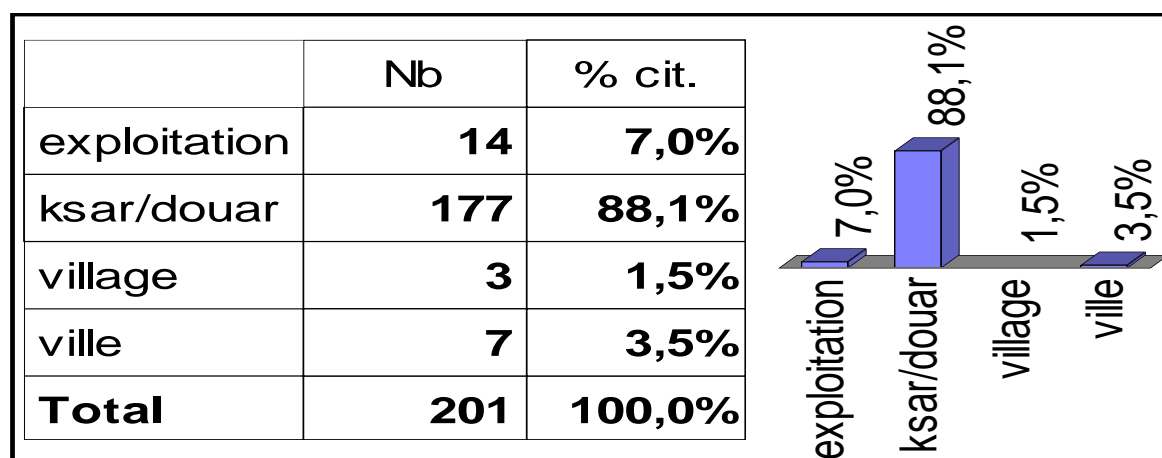 Nb % cit.
exploitation 14 7,0%
ksar/douar 177 88,1%
village 3 1,5%
ville 7 3,5%
Total 201 100,0%
7,0%
88,1%
1,5%
3,5%
exploitation
ksar/douar
village
ville